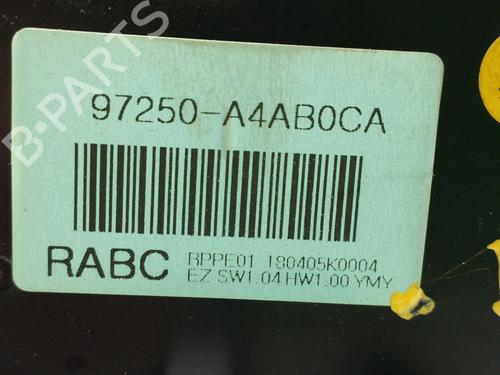 B-PARTS
97250-A4AB0CA
RABC RPPE01 180405K0004
EZ SW1.04 HW1.00 YMY